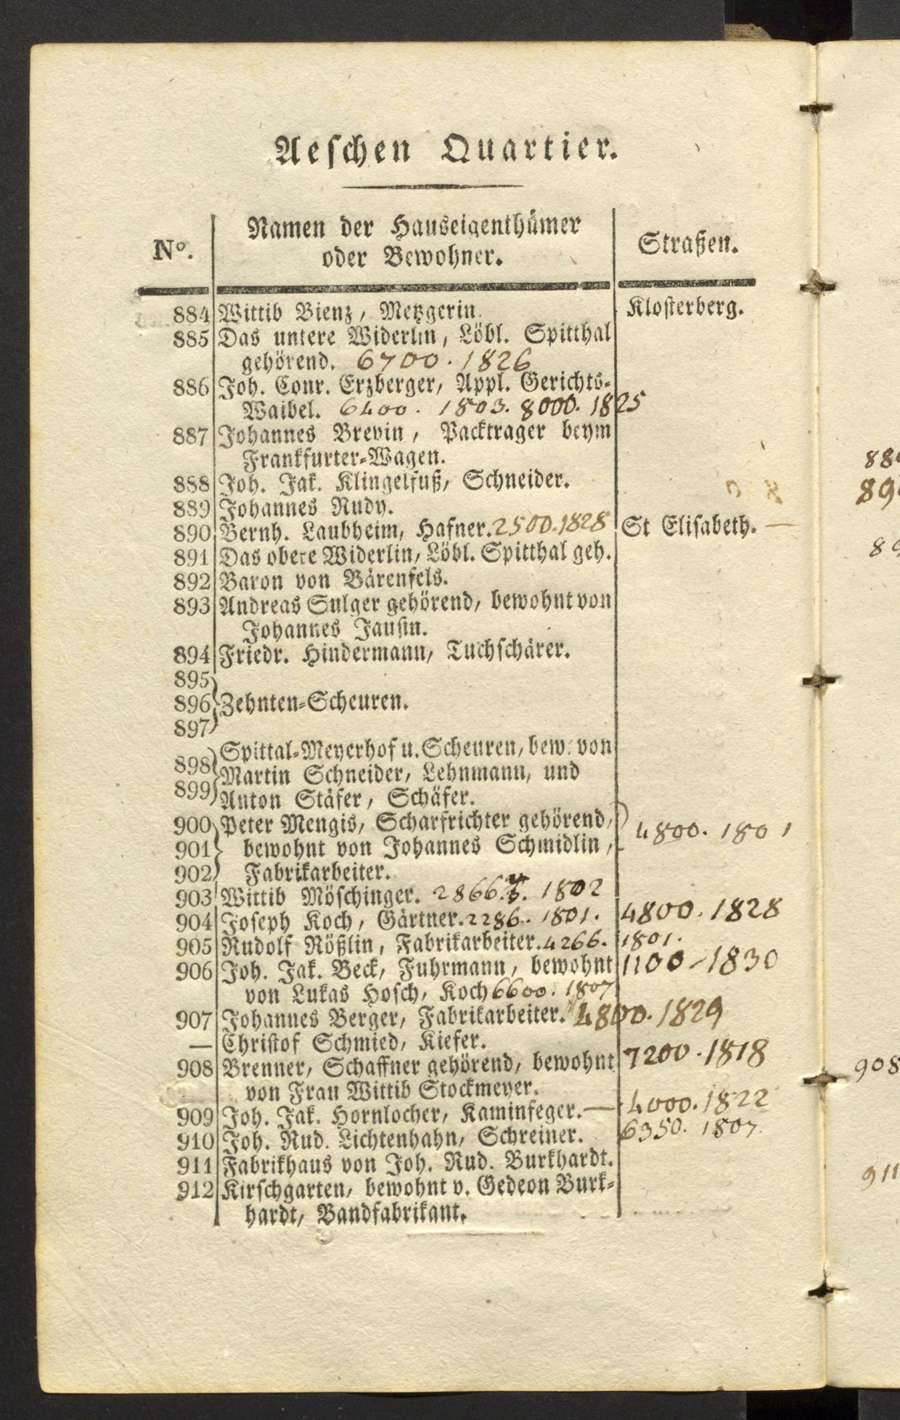 Aeschen Quartier.
No. Namen der Hauseigenthümer oder Bewohner. Straßen.
884 Wittib Bienz, Metzgerin. Klosterberg.
885 Das untere Widerlin, Löbl. Spitthal
gehörend. 6700. 1826
886 Joh. Conr. Erzberger, Appl. Gerichts-
Waibel. 6400. 1803. 8000. 1825
887 Johannes Brevin, Packtrager beym
Frankfurter-Wagen.
888 Joh. Jak. Klingelfuß, Schneider.
889 Johannes Rudy.
890 Bernh. Laubheim, Hafner. 2500. 1828 St Elisabeth. —
891 Das obere Widerlin, Löbl. Spitthal geh.
892 Baron von Bärenfels.
893 Andreas Sulger gehörend, bewohnt von
Johannes Jausin.
894 Friedr. Hindermann, Tuchschärer.
895
896 Zehnten-Scheuren.
897
898 Spittal-Meyerhof u. Scheuren, bew. von
Martin Schneider, Lehnmann, und
899 Anton Stäfer, Schäfer.
900 Peter Mengis, Scharfrichter gehörend,
901 bewohnt von Johannes Schmidlin, 4800. 1801
902 Fabrikarbeiter.
903 Wittib Möschinger. 2866. 1802
904 Joseph Koch, Gärtner. 2286. 1801. 4800. 1828
905 Rudolf Rößlin, Fabrikarbeiter. 4266. 1801.
906 Joh. Jak. Beck, Fuhrmann, bewohnt 1100 - 1830
von Lukas Hosch, Koch 6600. 1807
907 Johannes Berger, Fabrikarbeiter. 4800. 1829
— Christof Schmied, Kiefer.
908 Brenner, Schaffner gehörend, bewohnt 7200. 1818
von Frau Wittib Stockmeyer.
909 Joh. Jak. Hornlocher, Kaminfeger. — 4000. 1822
910 Joh. Rud. Lichtenhahn, Schreiner. 6350. 1807.
911 Fabrikhaus von Joh. Rud. Burkhardt.
912 Kirschgarten, bewohnt v. Gedeon Burk-
hardt, Bandfabrikant.
908
911